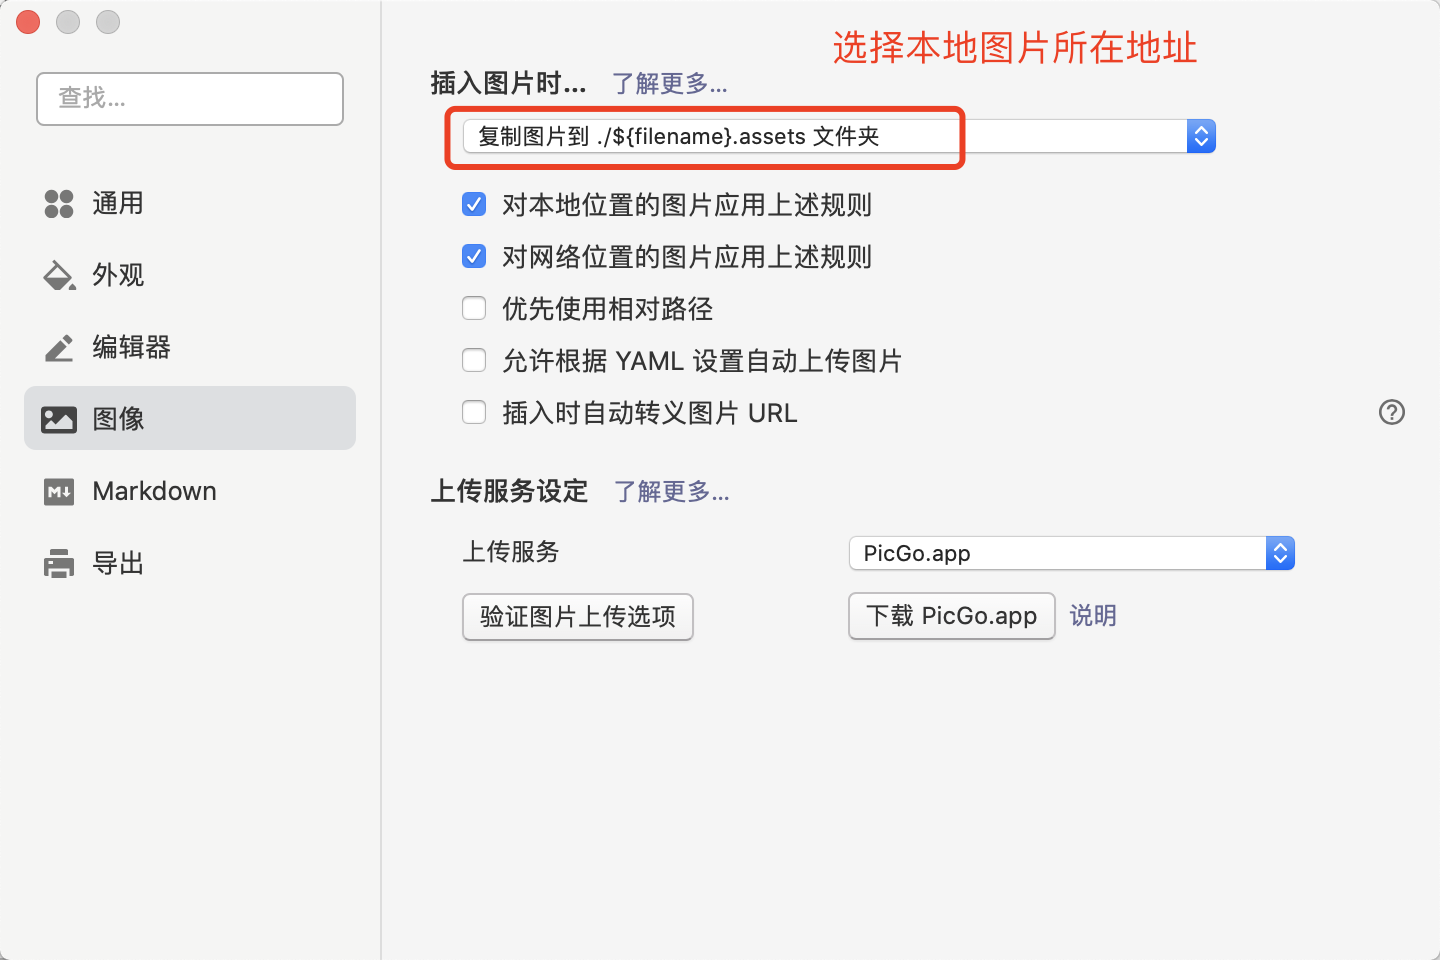 选择本地图片所在地址
查找...
通用
外观
编辑器
图像
Markdown
导出
插入图片时... 了解更多...
复制图片到 ./${filename}.assets 文件夹
对本地位置的图片应用上述规则
对网络位置的图片应用上述规则
优先使用相对路径
允许根据 YAML 设置自动上传图片
插入时自动转义图片 URL
上传服务设定 了解更多...
上传服务 PicGo.app
验证图片上传选项 下载 PicGo.app 说明